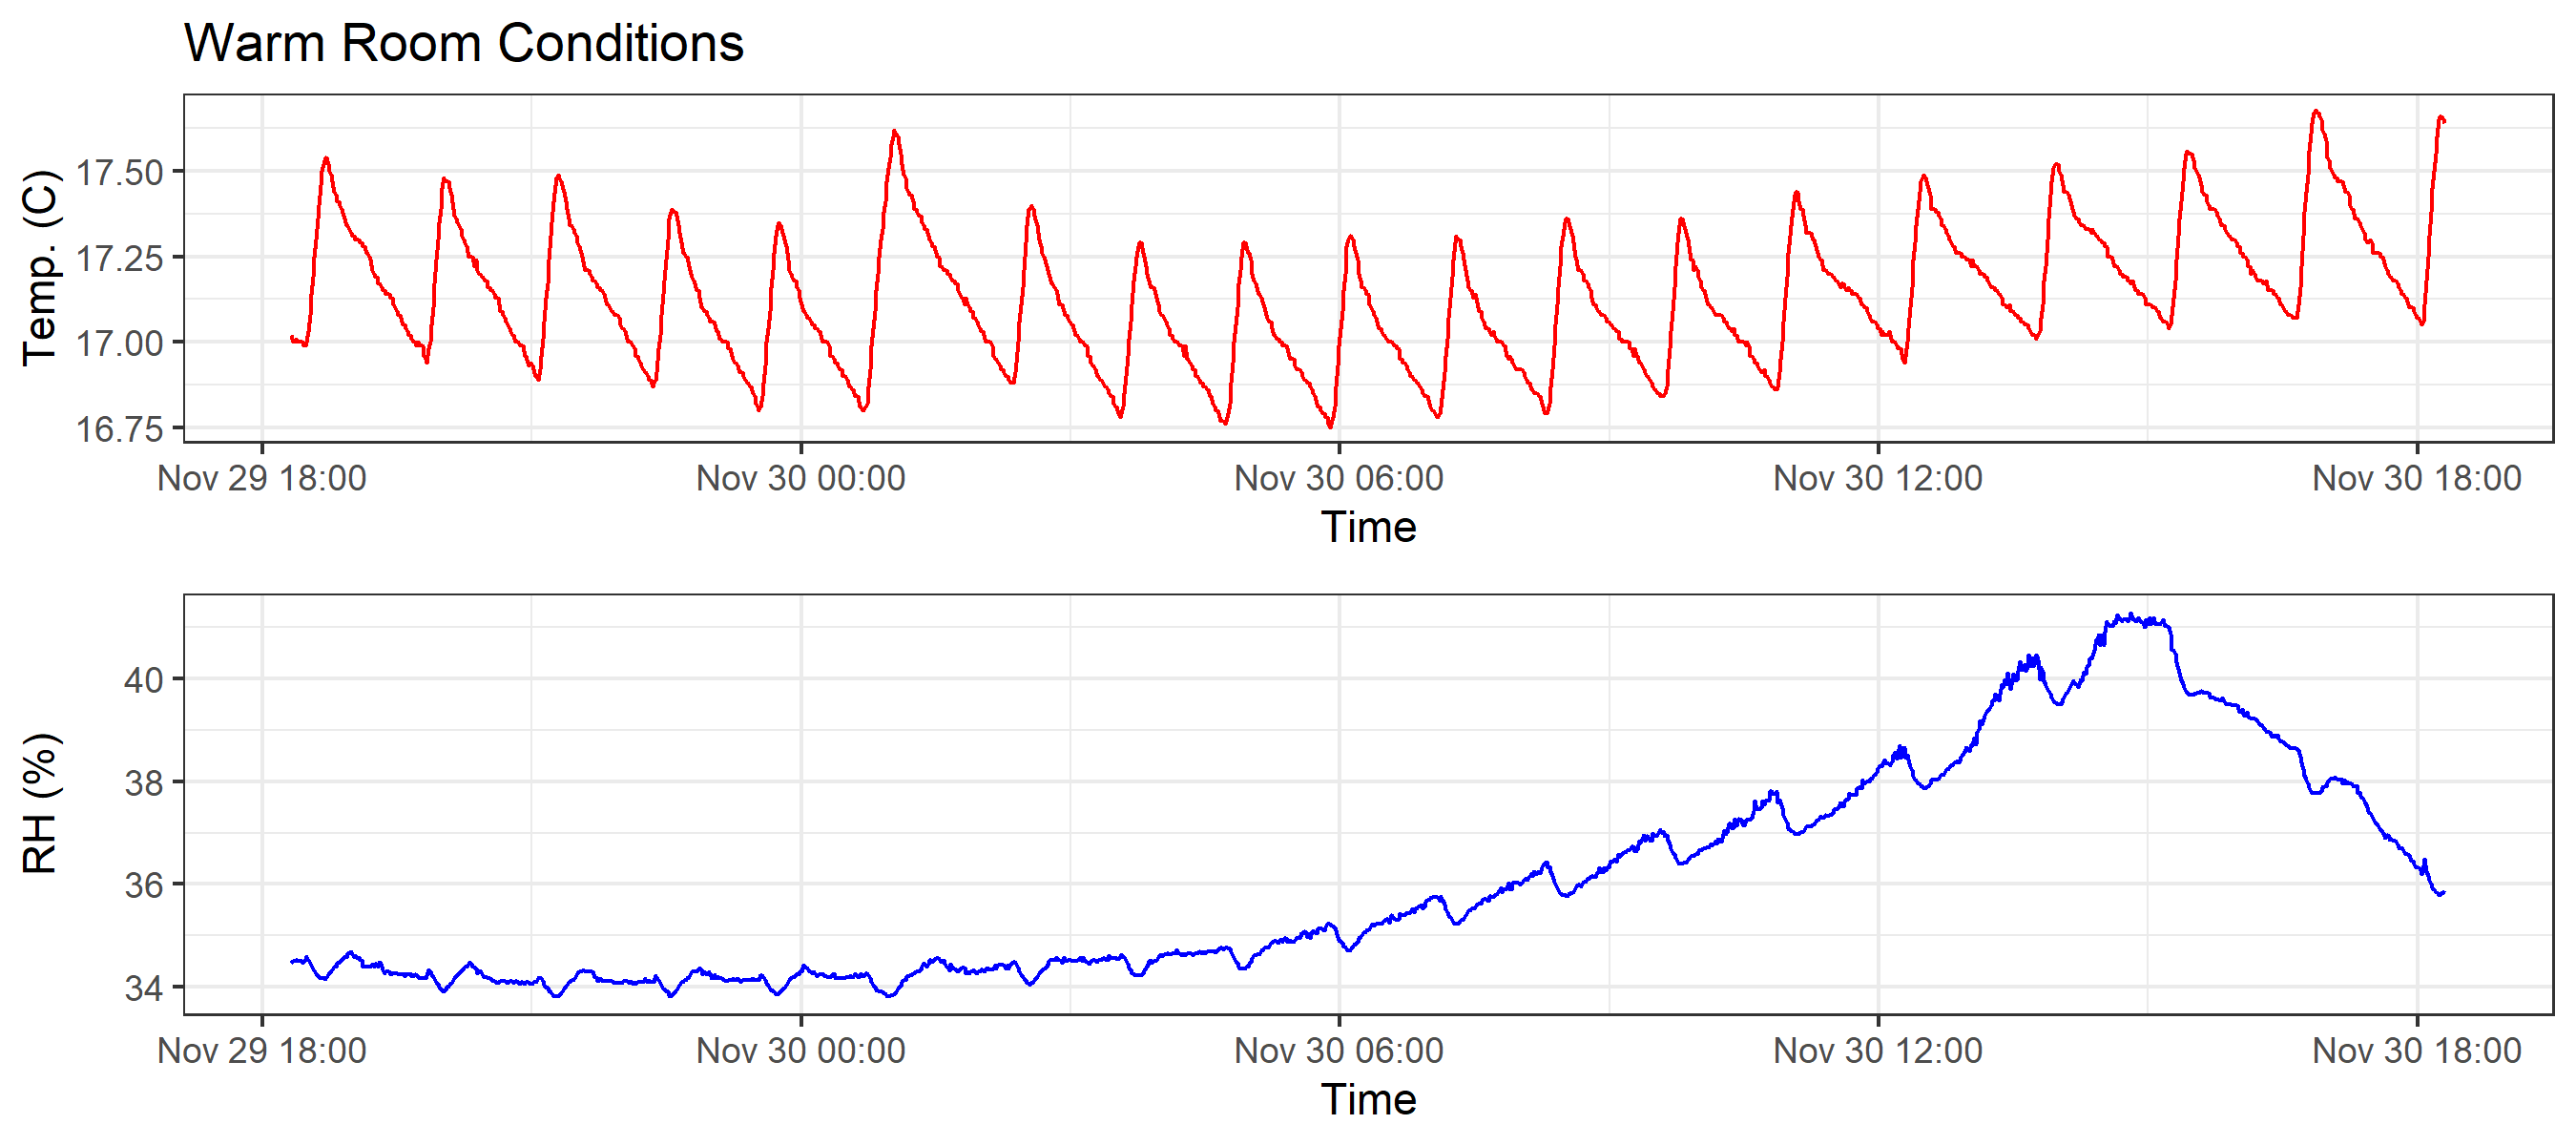 Warm Room Conditions
Temp. (C)
17.50
17.25
17.00
16.75
Nov 29 18:00 Nov 30 00:00 Nov 30 06:00 Nov 30 12:00 Nov 30 18:00
Time
RH (%)
40
38
36
34
Nov 29 18:00 Nov 30 00:00 Nov 30 06:00 Nov 30 12:00 Nov 30 18:00
Time